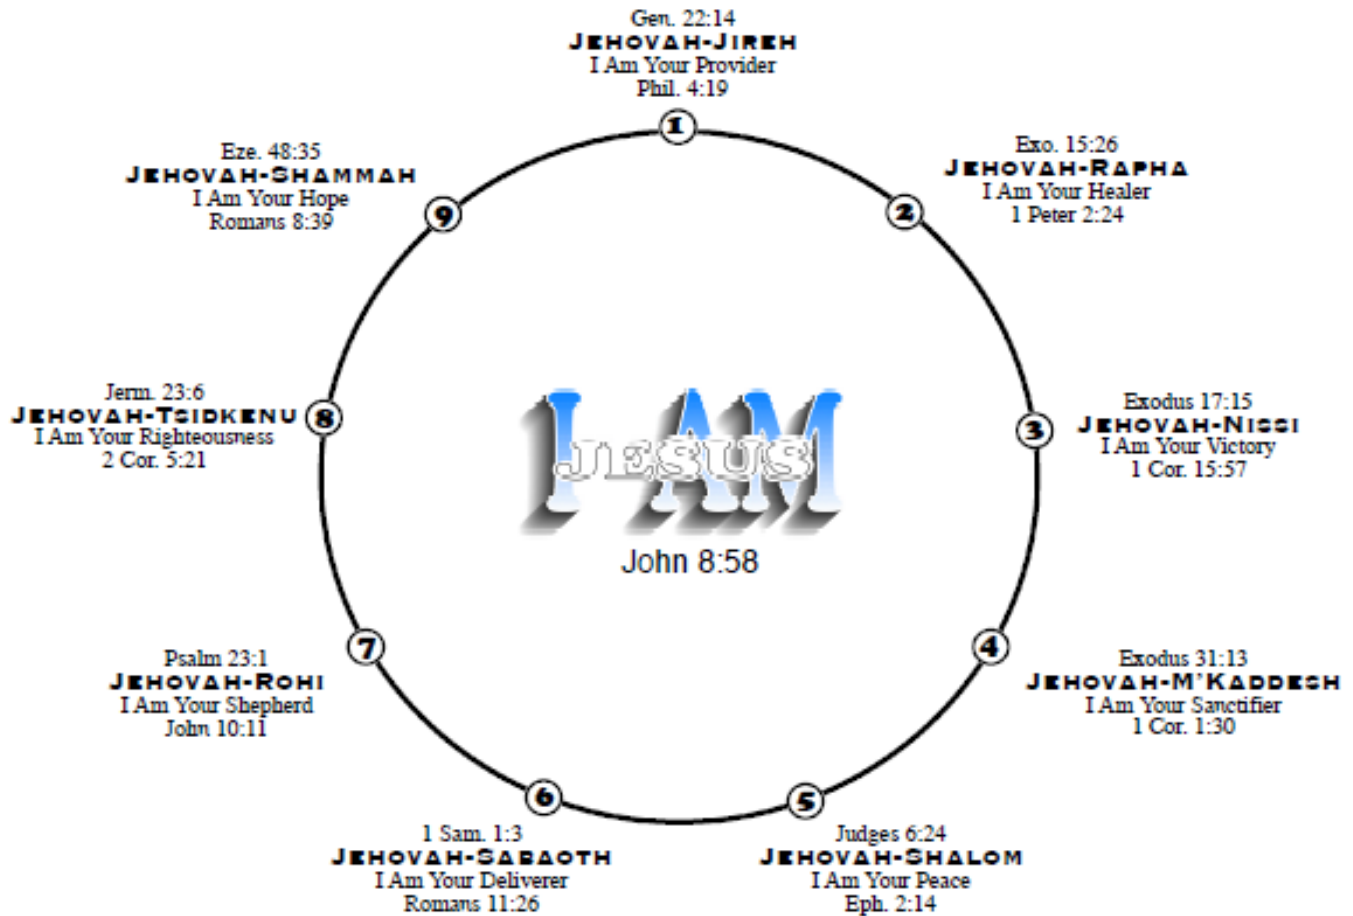 Gen. 22:14
JEHOVAH-JIREH
I Am Your Provider
Phil. 4:19
1
Exo. 15:26
JEHOVAH-RAPHA
I Am Your Healer
1 Peter 2:24
2
Exodus 17:15
JEHOVAH-NISSI
I Am Your Victory
1 Cor. 15:57
3
Exodus 31:13
JEHOVAH-M'KADDESH
I Am Your Sanctifier
1 Cor. 1:30
4
Judges 6:24
JEHOVAH-SHALOM
I Am Your Peace
Eph. 2:14
5
1 Sam. 1:3
JEHOVAH-SABAOTH
I Am Your Deliverer
Romans 11:26
6
Psalm 23:1
JEHOVAH-ROHI
I Am Your Shepherd
John 10:11
7
Jerm. 23:6
JEHOVAH-TSIDKENU
I Am Your Righteousness
2 Cor. 5:21
8
Eze. 48:35
JEHOVAH-SHAMMAH
I Am Your Hope
Romans 8:39
9
I AM
JESUS
John 8:58